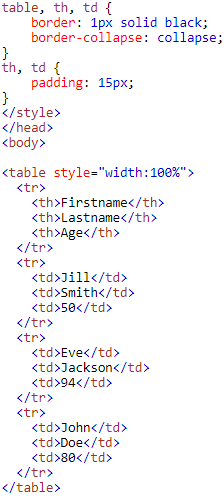 table, th, td {
    border: 1px solid black;
    border-collapse: collapse;
}
th, td {
    padding: 15px;
}
</style>
</head>
<body>

<table style="width:100%">
  <tr>
    <th>Firstname</th>
    <th>Lastname</th>
    <th>Age</th>
  </tr>
  <tr>
    <td>Jill</td>
    <td>Smith</td>
    <td>50</td>
  </tr>
  <tr>
    <td>Eve</td>
    <td>Jackson</td>
    <td>94</td>
  </tr>
  <tr>
    <td>John</td>
    <td>Doe</td>
    <td>80</td>
  </tr>
</table>